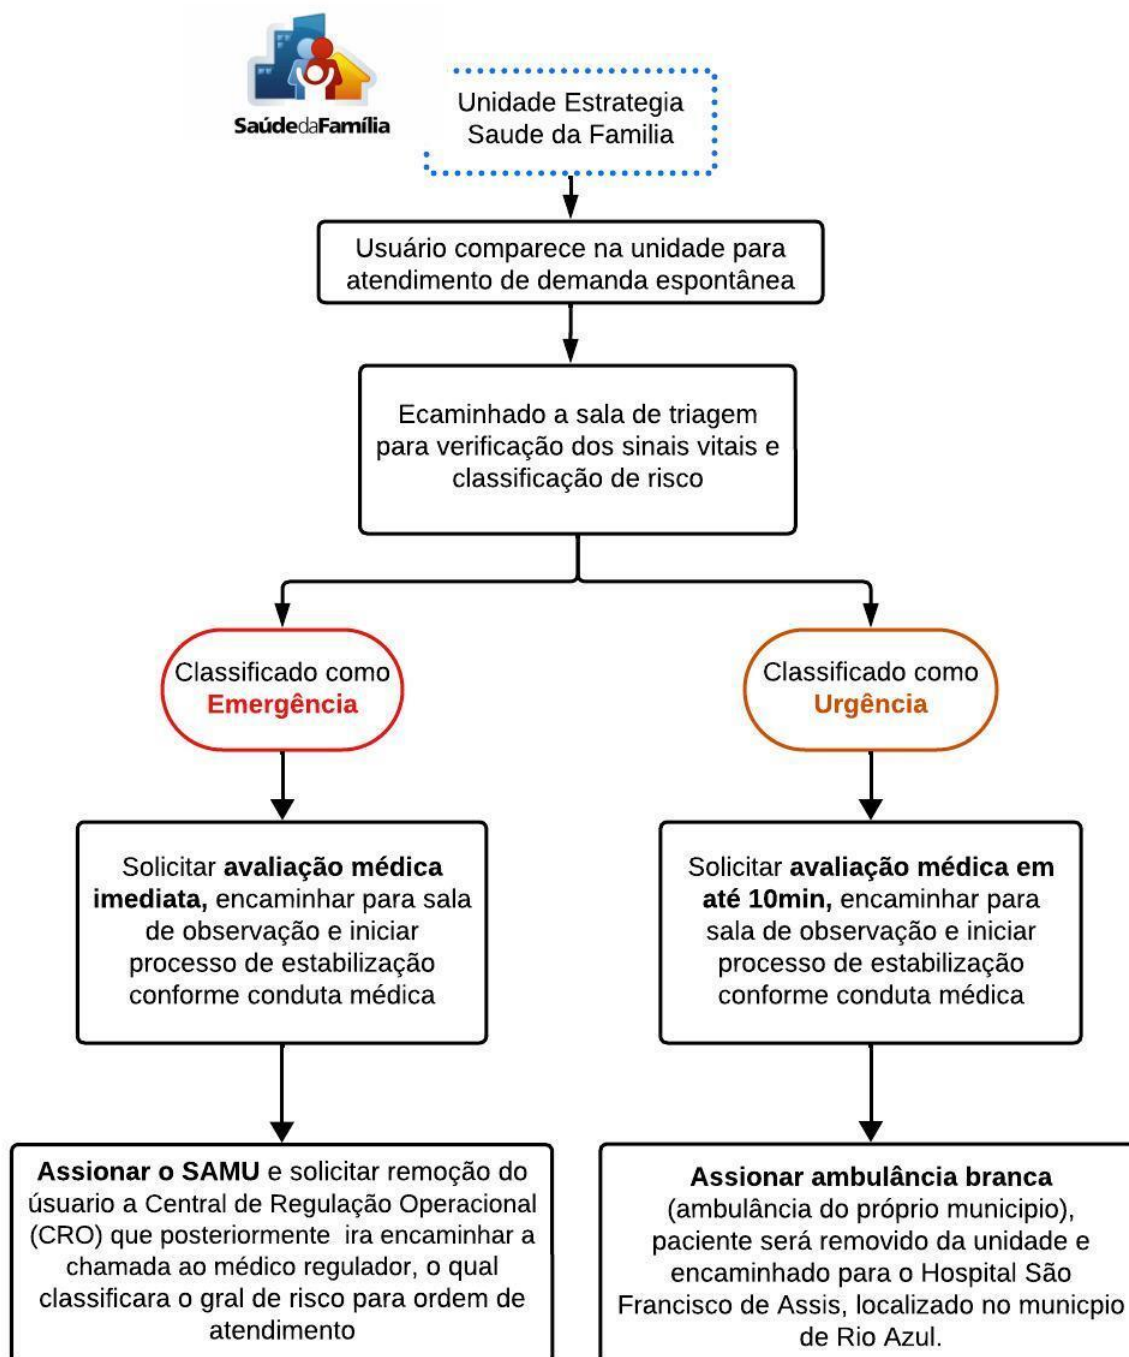 SaúdedaFamília
Unidade Estrategia
Saude da Familia
Usuário comparece na unidade para
atendimento de demanda espontânea
Ecaminhado a sala de triagem
para verificação dos sinais vitais e
classificação de risco
Classificado como
Emergência
Classificado como
Urgência
Solicitar avaliação médica
imediata, encaminhar para sala
de observação e iniciar
processo de estabilização
conforme conduta médica
Solicitar avaliação médica em
até 10min, encaminhar para
sala de observação e iniciar
processo de estabilização
conforme conduta médica
Assionar o SAMU e solicitar remoção do
úsuario a Central de Regulação Operacional
(CRO) que posteriormente ira encaminhar a
chamada ao médico regulador, o qual
classificara o gral de risco para ordem de
atendimento
Assionar ambulância branca
(ambulância do próprio municipio),
paciente será removido da unidade e
encaminhado para o Hospital São
Francisco de Assis, localizado no municpio
de Rio Azul.